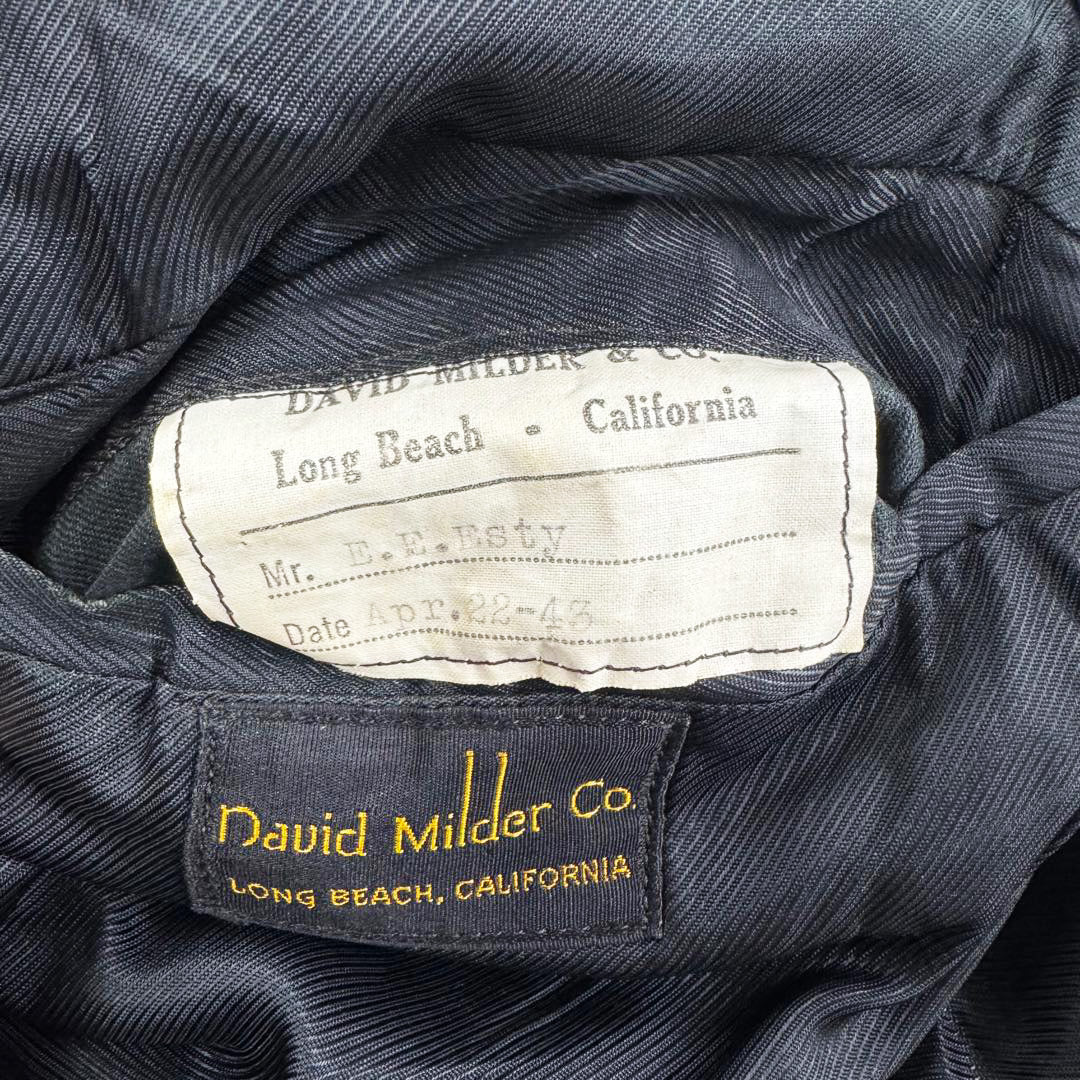 DAVID MILDER & CO.
Long Beach - California
Mr. E.E.Esty
Date Apr.22-43
David Milder Co.
LONG BEACH, CALIFORNIA